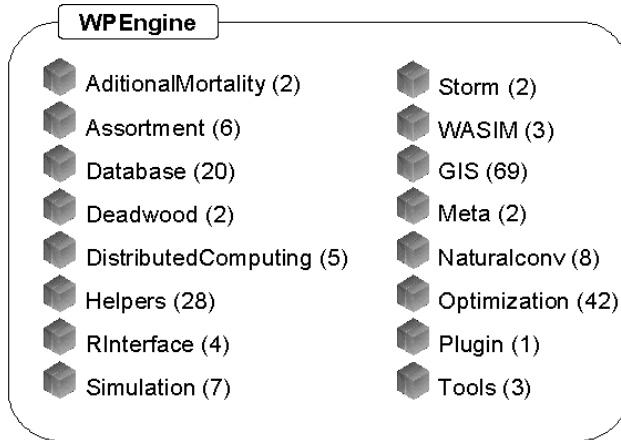 WPEngine
AditionalMortality (2)
Assortment (6)
Database (20)
Deadwood (2)
DistributedComputing (5)
Helpers (28)
RInterface (4)
Simulation (7)
Storm (2)
WASIM (3)
GIS (69)
Meta (2)
Naturalconv (8)
Optimization (42)
Plugin (1)
Tools (3)